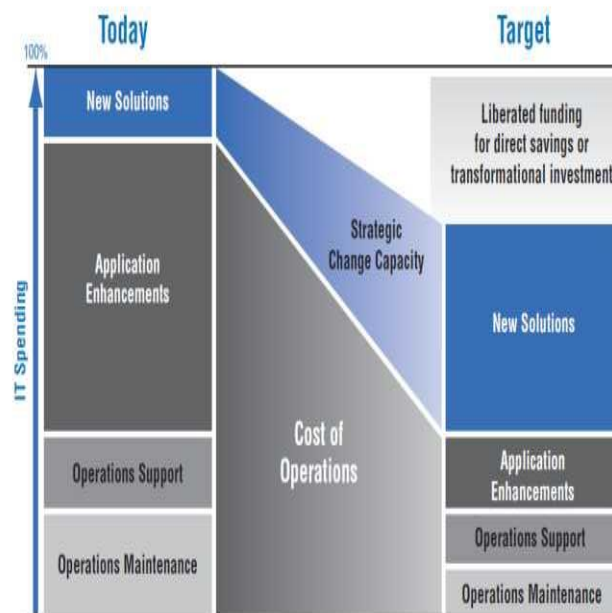 Today
Target
100%
New Solutions
Liberated funding
for direct savings or
transformational investment
Strategic
Change Capacity
Application
Enhancements
New Solutions
IT Spending
Cost of
Operations
Operations Support
Application
Enhancements
Operations Support
Operations Maintenance
Operations Maintenance